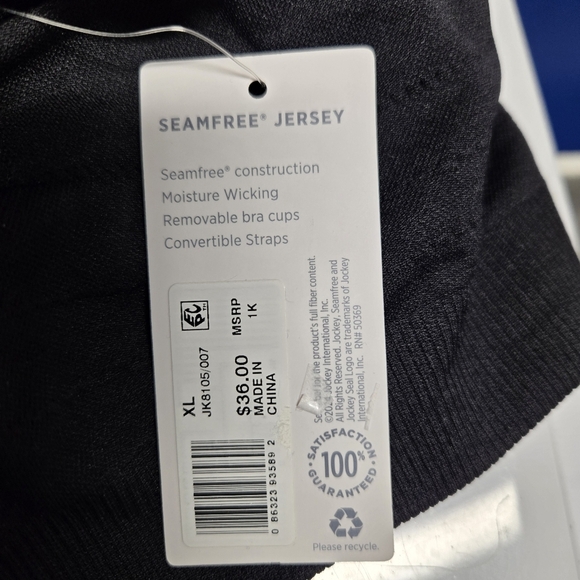 SEAMFREE® JERSEY
Seamfree® construction
Moisture Wicking
Removable bra cups
Convertible Straps
XL
JK8105/007
MSRP
1K
$36.00
MADE IN
CHINA
0 86323 93589 2
the product's full fiber content.
Jockey International, Inc.
All Rights Reserved. Jockey, Seamfree and
Jockey Seal Logo are trademarks of Jockey
International, Inc. RN# 50369
SATISFACTION
100%
GUARANTEED
Please recycle.